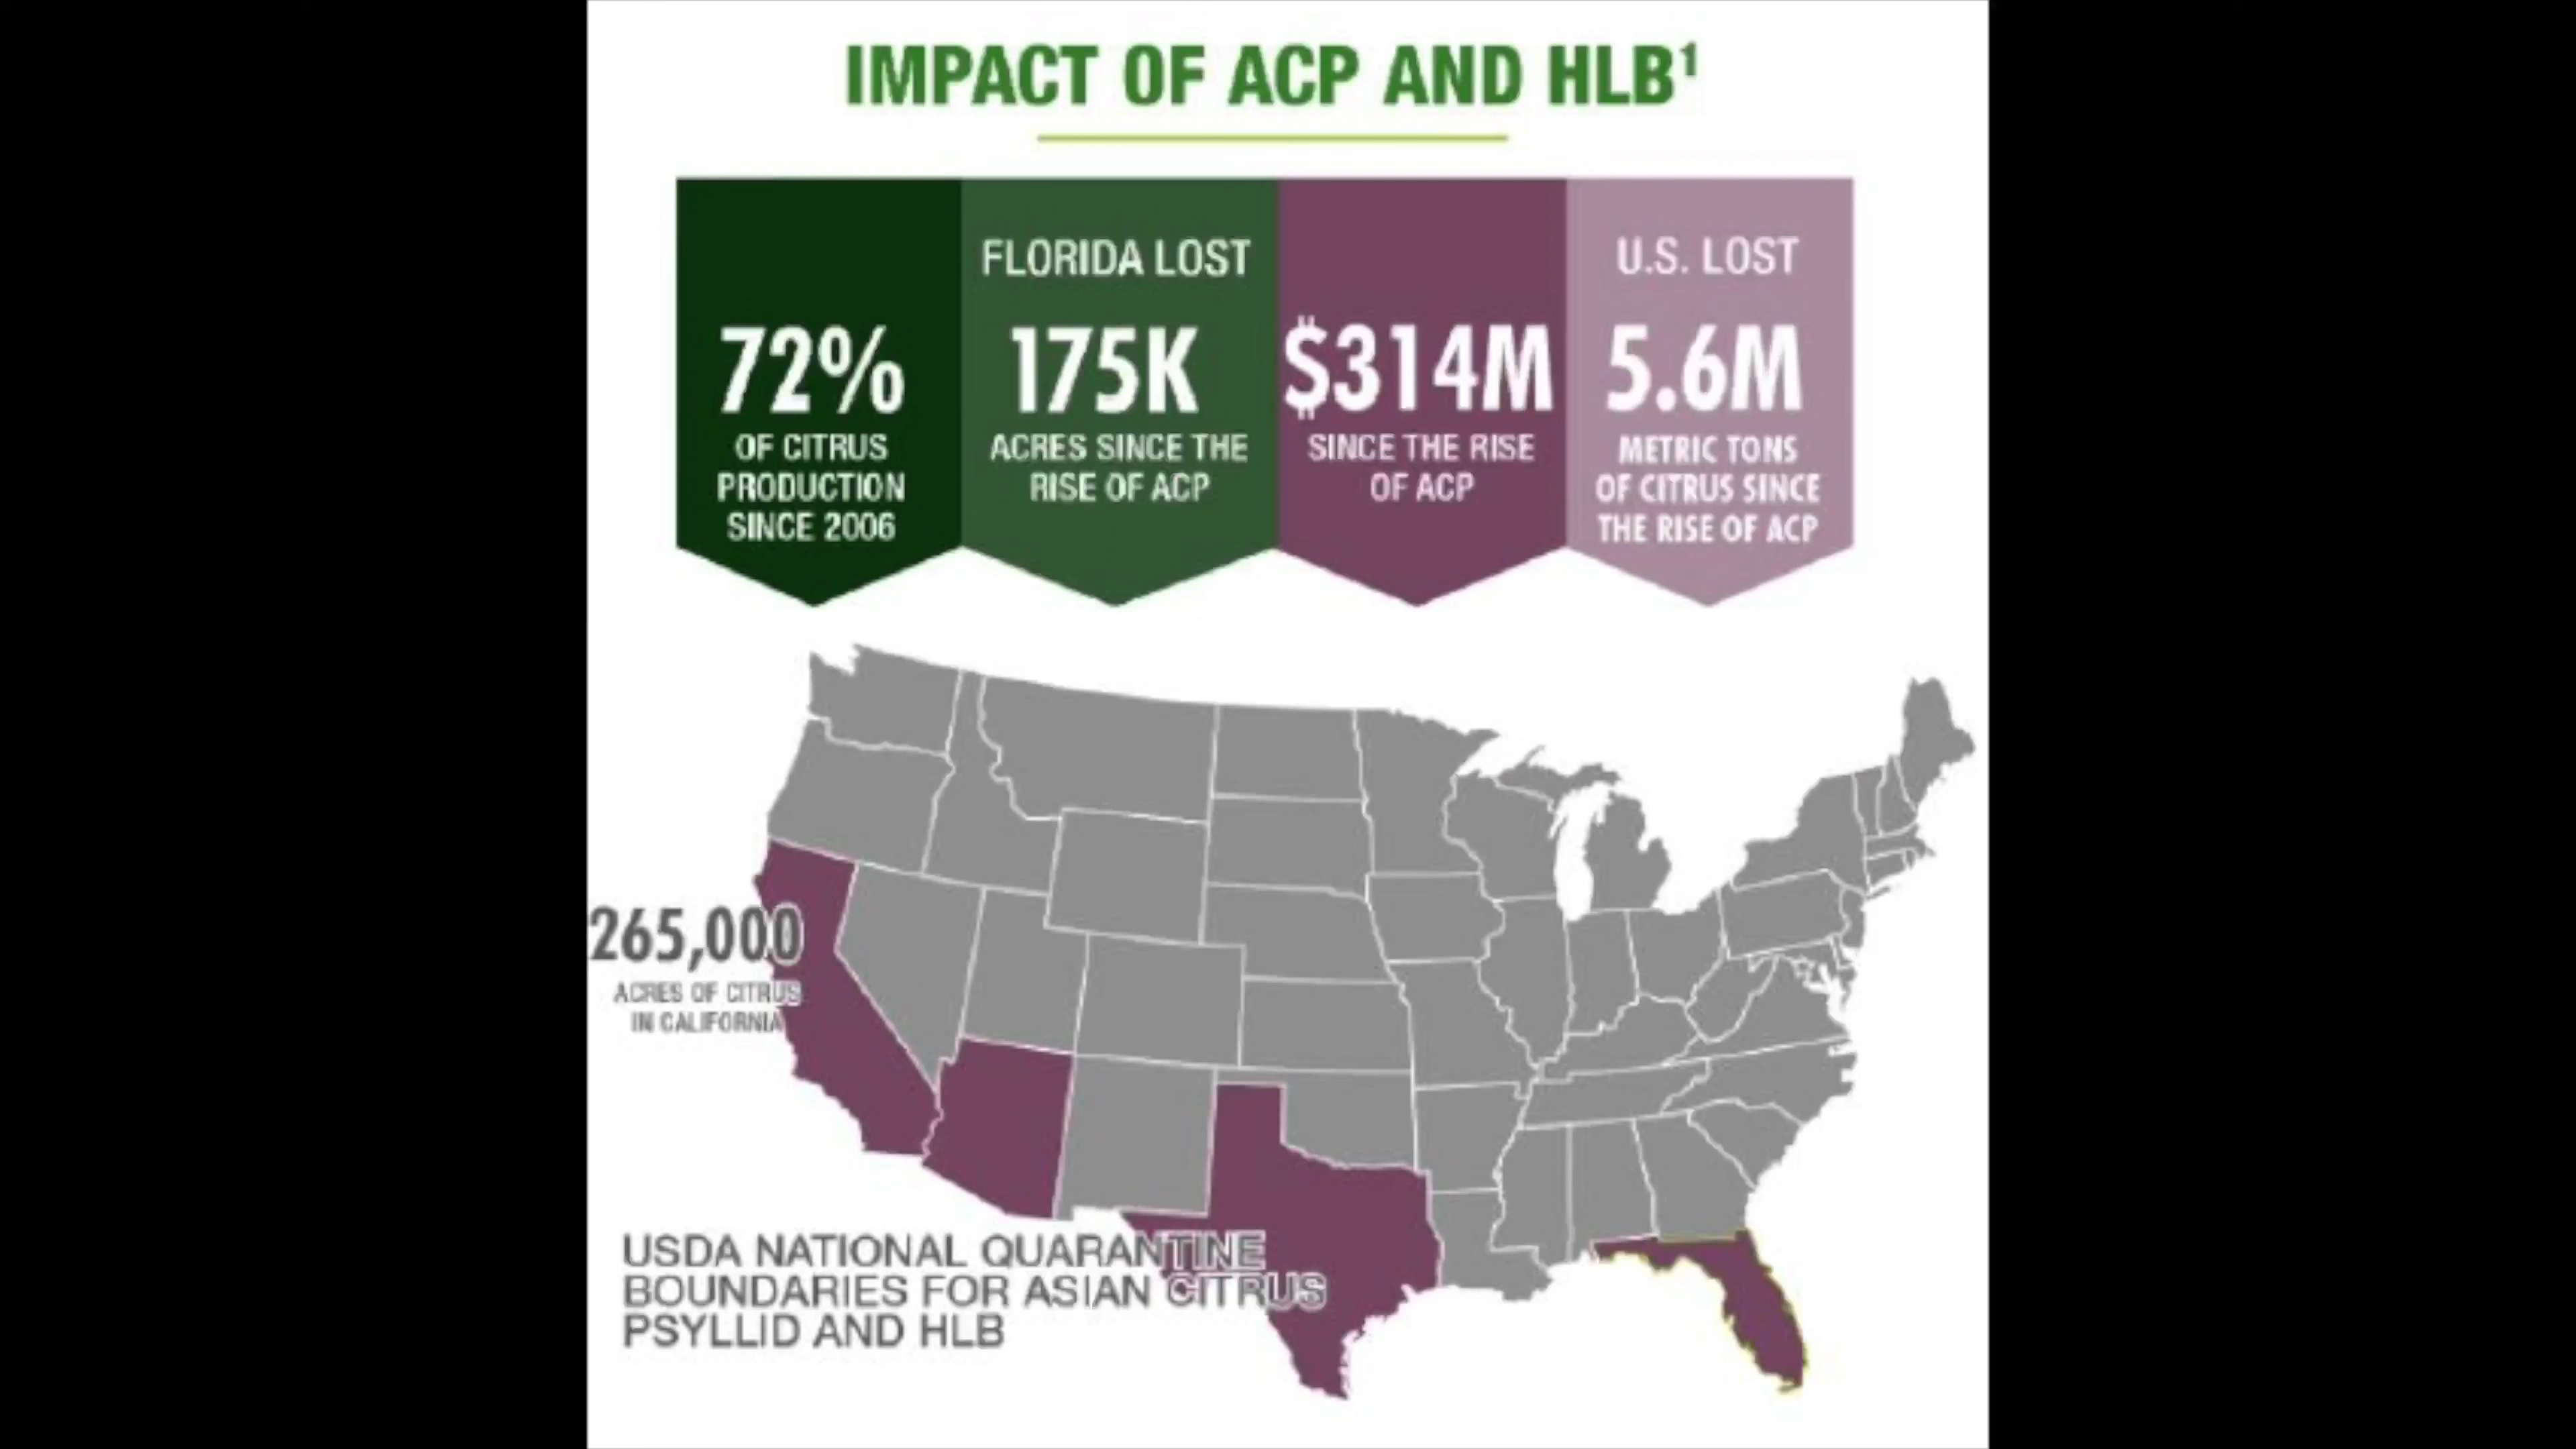 IMPACT OF ACP AND HLB¹
72%
OF CITRUS
PRODUCTION
SINCE 2006
FLORIDA LOST
175K
ACRES SINCE THE
RISE OF ACP
$314M
SINCE THE RISE
OF ACP
U.S. LOST
5.6M
METRIC TONS
OF CITRUS SINCE
THE RISE OF ACP
265,000
ACRES OF CITRUS
IN CALIFORNIA
USDA NATIONAL QUARANTINE
BOUNDARIES FOR ASIAN CITRUS
PSYLLID AND HLB